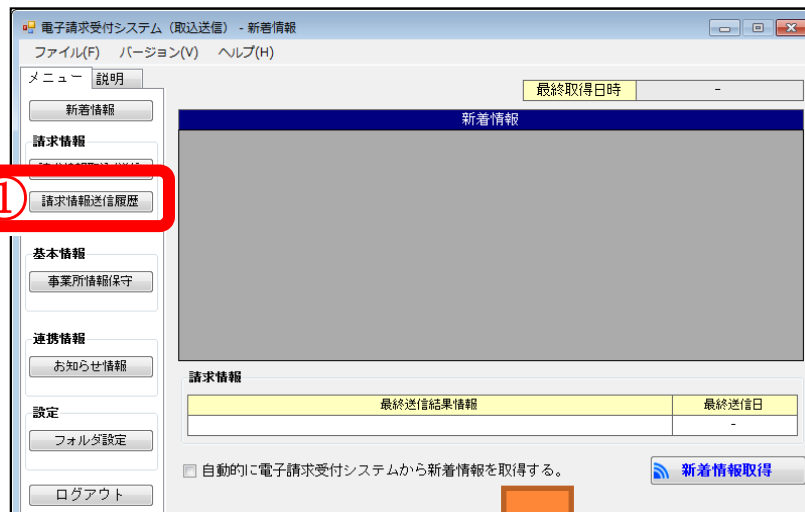 電子請求受付システム（取込送信） - 新着情報
ファイル(F) バージョン(V) ヘルプ(H)
メニュー 説明
最終取得日時 -
新着情報
新着情報
請求情報
①
請求情報送信履歴
基本情報
事業所情報保守
連携情報
お知らせ情報
請求情報
最終送信結果情報 最終送信日
-
設定
フォルダ設定
自動的に電子請求受付システムから新着情報を取得する。
新着情報取得
ログアウト